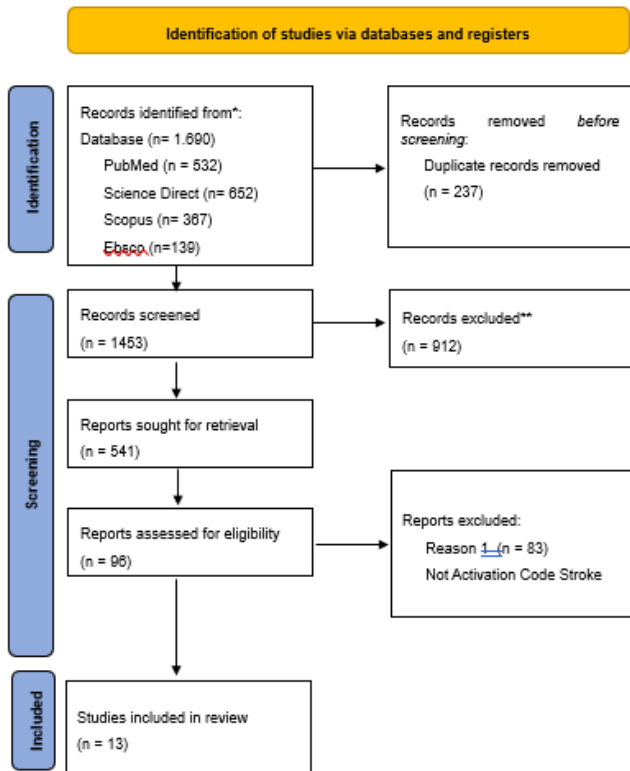 Identification of studies via databases and registers
Identification
Records identified from*:
Database (n= 1.690)
PubMed (n = 532)
Science Direct (n= 652)
Scopus (n= 367)
Ebsco (n=139)
Records removed before
screening:
Duplicate records removed
(n = 237)
Screening
Records screened
(n = 1453)
Records excluded**
(n = 912)
Reports sought for retrieval
(n = 541)
Reports assessed for eligibility
(n = 96)
Reports excluded:
Reason 1 (n = 83)
Not Activation Code Stroke
Included
Studies included in review
(n = 13)